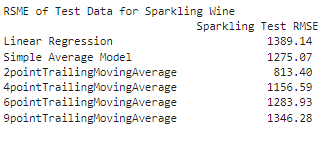 RSME of Test Data for Sparkling Wine
Sparkling Test RMSE
Linear Regression 1389.14
Simple Average Model 1275.07
2pointTrailingMovingAverage 813.40
4pointTrailingMovingAverage 1156.59
6pointTrailingMovingAverage 1283.93
9pointTrailingMovingAverage 1346.28